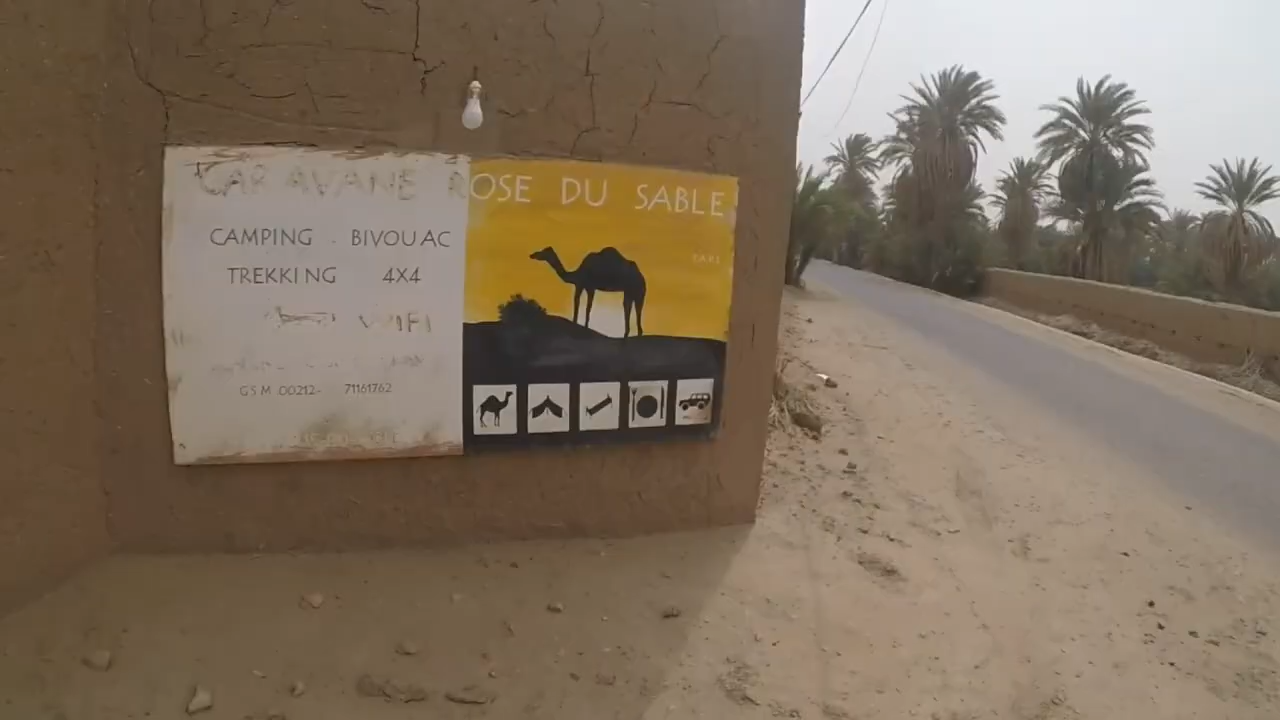 CARAVANE ROSE DU SABLE
CAMPING . BIVOUAC
TREKKING 4X4
WIFI
GSM 00212- 71161762